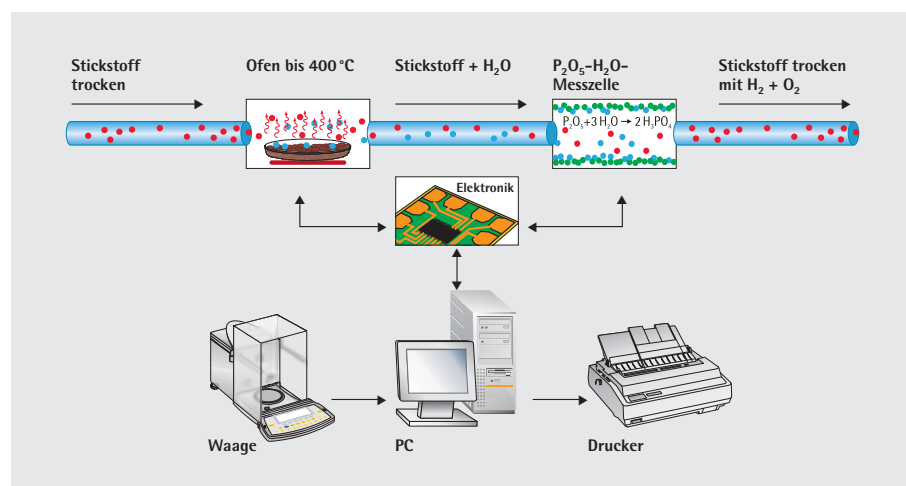 Stickstoff
trocken
Ofen bis 400 °C
Stickstoff + H₂O
P₂O₅-H₂O-
Messzelle
Stickstoff trocken
mit H₂ + O₂
P₂O₅+3 H₂O → 2 H₃PO₄
Elektronik
Waage
PC
Drucker